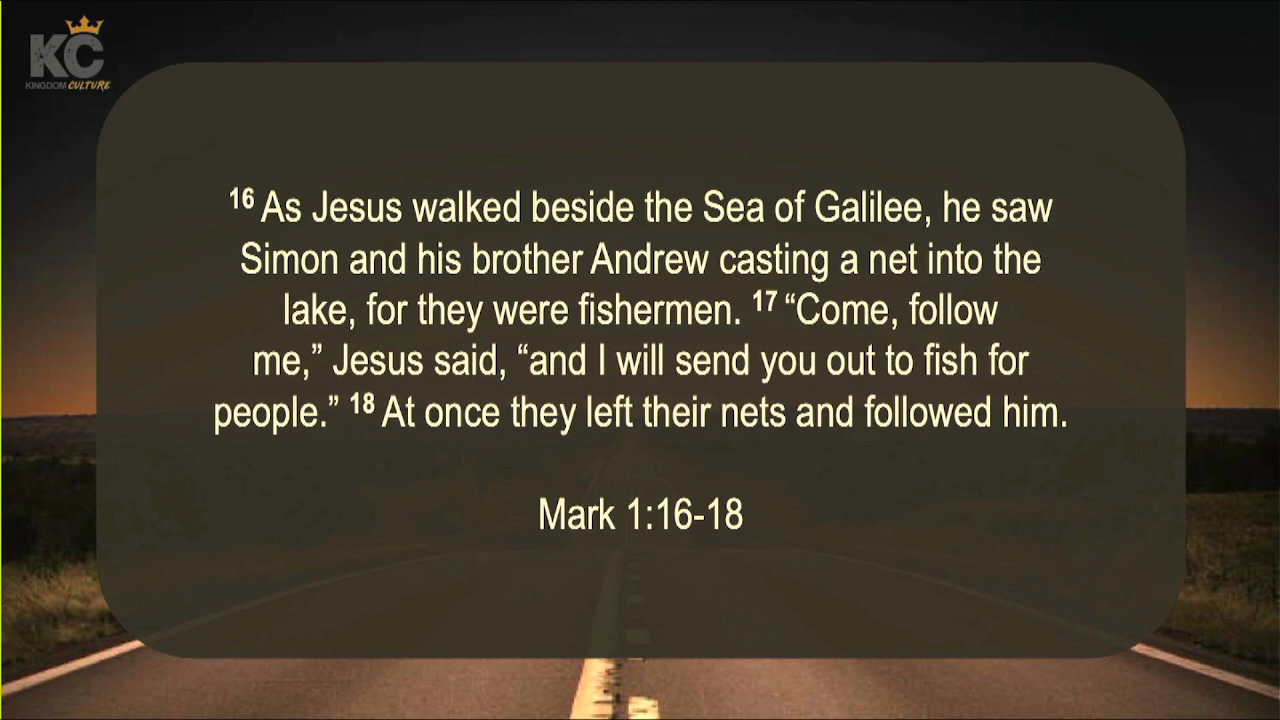 KC
KINGDOM CULTURE
16 As Jesus walked beside the Sea of Galilee, he saw
Simon and his brother Andrew casting a net into the
lake, for they were fishermen. 17 “Come, follow
me,” Jesus said, “and I will send you out to fish for
people.” 18 At once they left their nets and followed him.
Mark 1:16-18